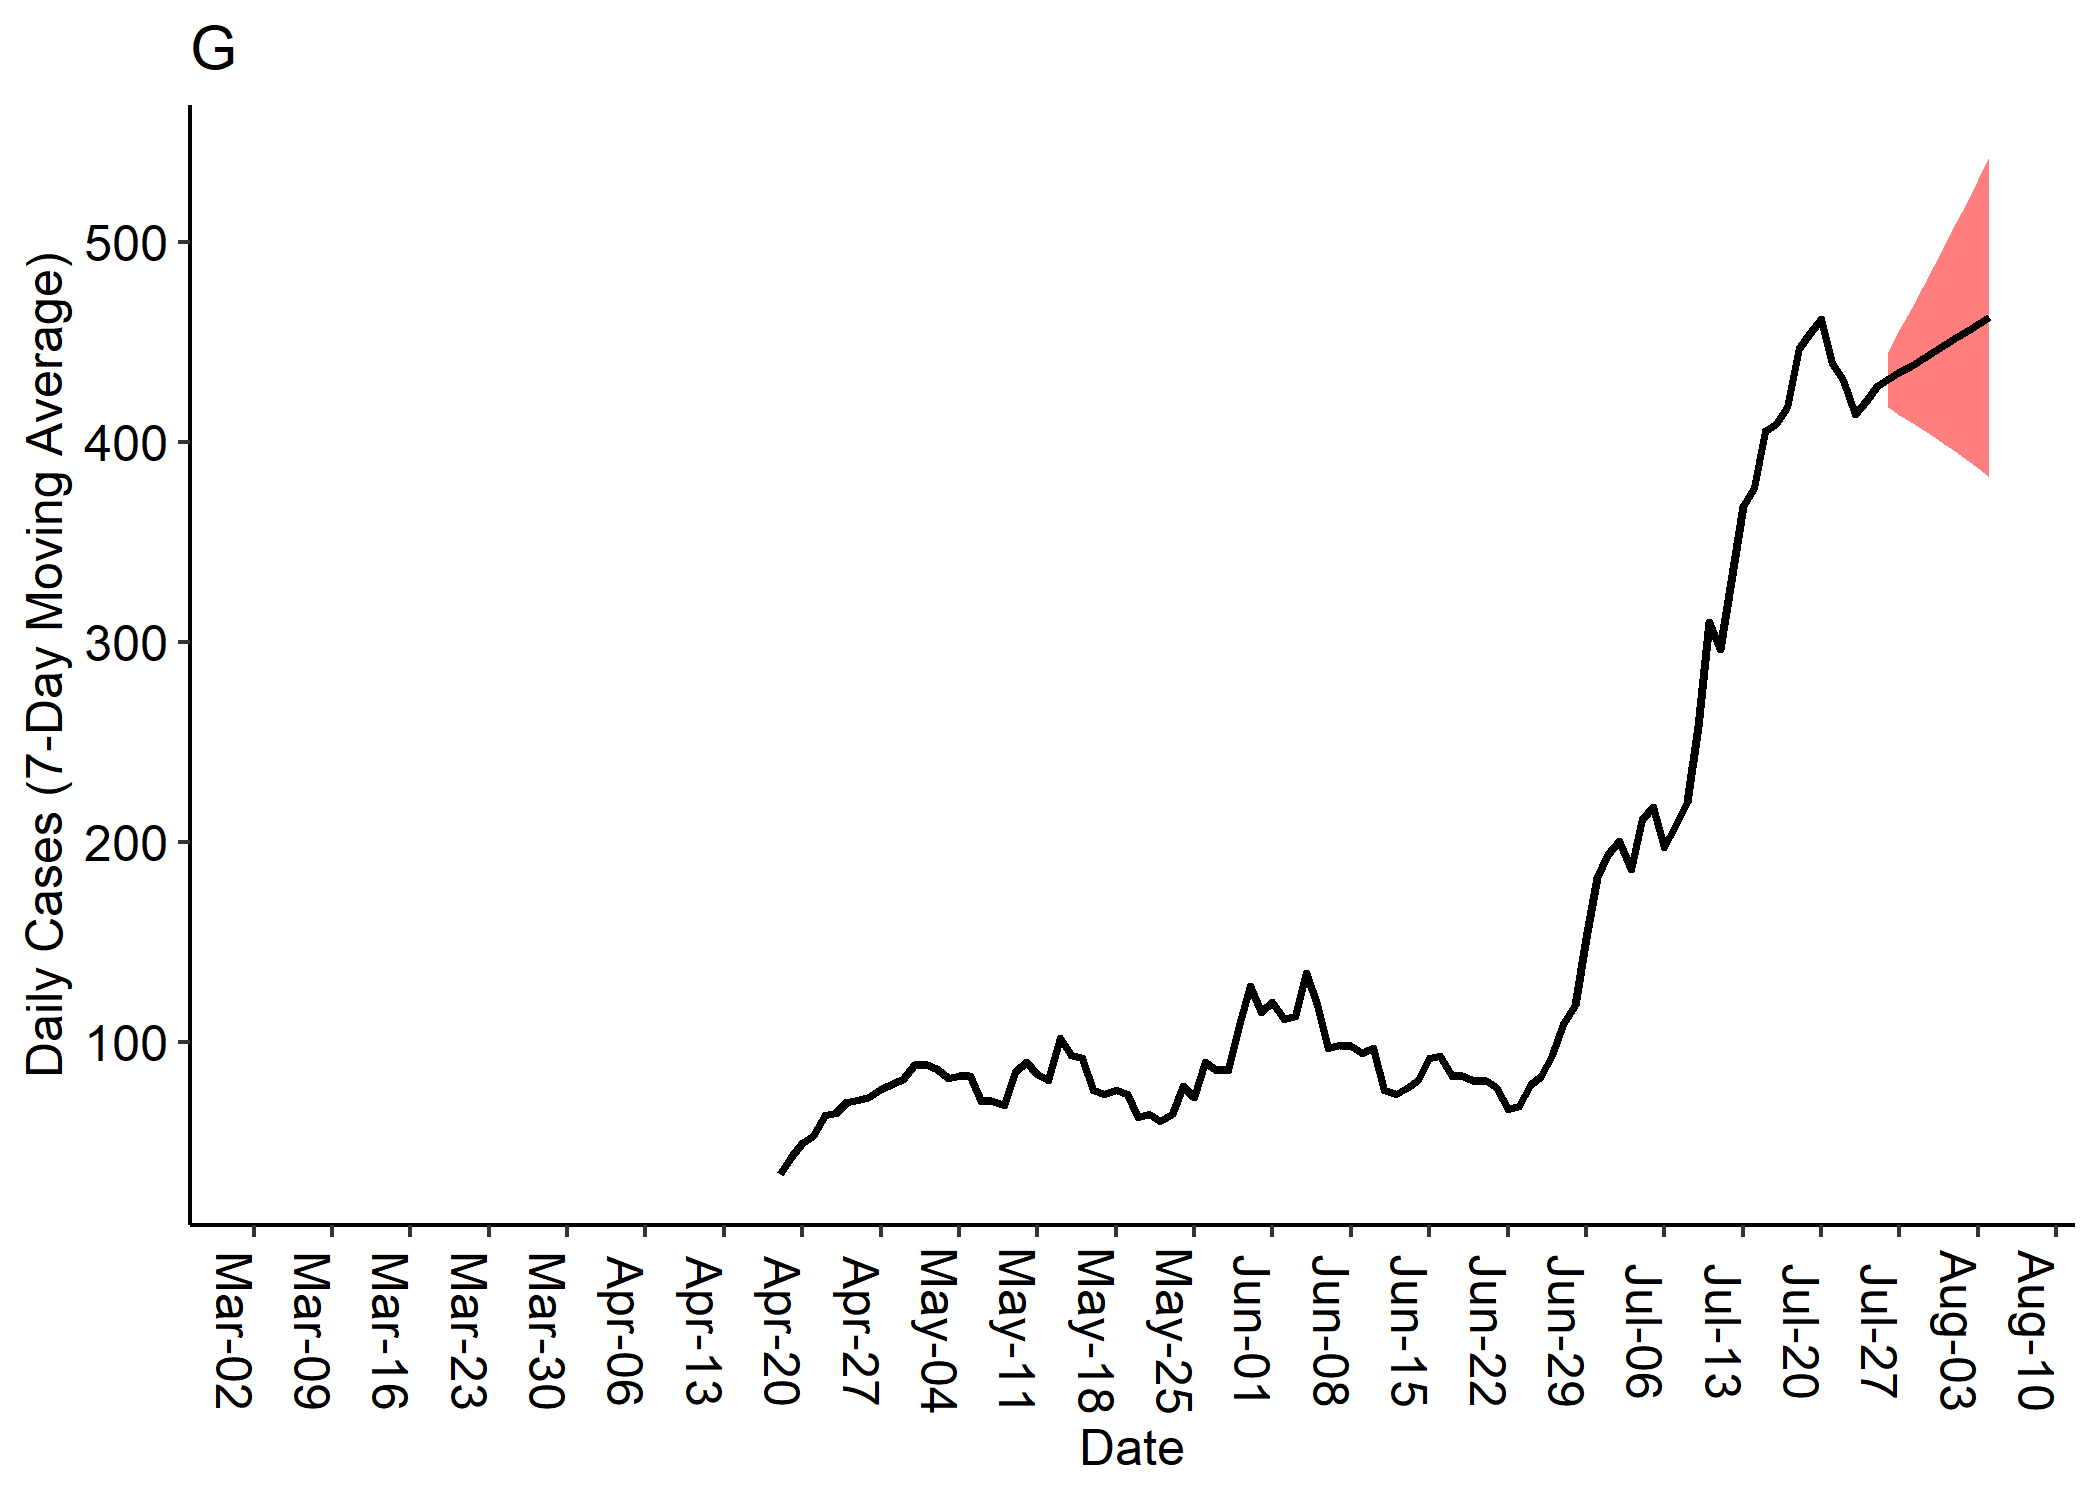 G
Daily Cases (7-Day Moving Average)
500
400
300
200
100
Mar-02
Mar-09
Mar-16
Mar-23
Mar-30
Apr-06
Apr-13
Apr-20
Apr-27
May-04
May-11
May-18
May-25
Jun-01
Jun-08
Jun-15
Jun-22
Jun-29
Jul-06
Jul-13
Jul-20
Jul-27
Aug-03
Aug-10
Date